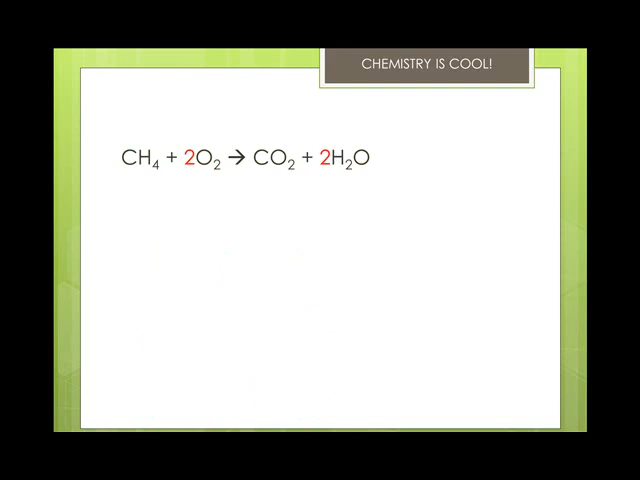 CHEMISTRY IS COOL!
CH₄ + 2O₂ → CO₂ + 2H₂O